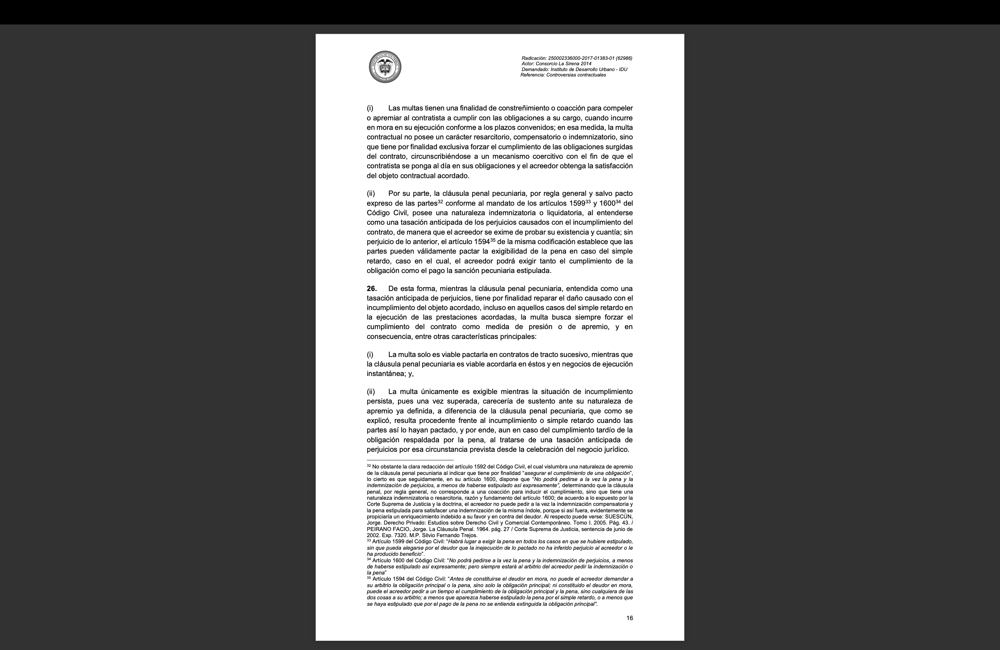 REPÚBLICA DE COLOMBIA
CONSEJO DE ESTADO
Radicación: 250002336000-2017-01383-01 (62986)
Actor: Consorcio La Sirena 2014
Demandado: Instituto de Desarrollo Urbano - IDU
Referencia: Controversias contractuales
(i) Las multas tienen una finalidad de constreñimiento o coacción para compeler
o apremiar al contratista a cumplir con las obligaciones a su cargo, cuando incurre
en mora en su ejecución conforme a los plazos convenidos; en esa medida, la multa
contractual no posee un carácter resarcitorio, compensatorio o indemnizatorio, sino
que tiene por finalidad exclusiva forzar el cumplimiento de las obligaciones surgidas
del contrato, circunscribiéndose a un mecanismo coercitivo con el fin de que el
contratista se ponga al día en sus obligaciones y el acreedor obtenga la satisfacción
del objeto contractual acordado.
(ii) Por su parte, la cláusula penal pecuniaria, por regla general y salvo pacto
expreso de las partes32 conforme al mandato de los artículos 159933 y 160034 del
Código Civil, posee una naturaleza indemnizatoria o liquidatoria, al entenderse
como una tasación anticipada de los perjuicios causados con el incumplimiento del
contrato, de manera que el acreedor se exime de probar su existencia y cuantía; sin
perjuicio de lo anterior, el artículo 159435 de la misma codificación establece que las
partes pueden válidamente pactar la exigibilidad de la pena en caso del simple
retardo, caso en el cual, el acreedor podrá exigir tanto el cumplimiento de la
obligación como el pago la sanción pecuniaria estipulada.
26. De esta forma, mientras la cláusula penal pecuniaria, entendida como una
tasación anticipada de perjuicios, tiene por finalidad reparar el daño causado con el
incumplimiento del objeto acordado, incluso en aquellos casos del simple retardo en
la ejecución de las prestaciones acordadas, la multa busca siempre forzar el
cumplimiento del contrato como medida de presión o de apremio, y en
consecuencia, entre otras características principales:
(i) La multa solo es viable pactarla en contratos de tracto sucesivo, mientras que
la cláusula penal pecuniaria es viable acordarla en éstos y en negocios de ejecución
instantánea; y,
(ii) La multa únicamente es exigible mientras la situación de incumplimiento
persista, pues una vez superada, carecería de sustento ante su naturaleza de
apremio ya definida, a diferencia de la cláusula penal pecuniaria, que como se
explicó, resulta procedente frente al incumplimiento o simple retardo cuando las
partes así lo hayan pactado, y por ende, aun en caso del cumplimiento tardío de la
obligación respaldada por la pena, al tratarse de una tasación anticipada de
perjuicios por esa circunstancia prevista desde la celebración del negocio jurídico.
32 No obstante la clara redacción del artículo 1592 del Código Civil, el cual vislumbra una naturaleza de apremio
de la cláusula penal pecuniaria al indicar que tiene por finalidad “asegurar el cumplimiento de una obligación”,
lo cierto es que seguidamente, en su artículo 1600, dispone que “No podrá pedirse a la vez la pena y la
indemnización de perjuicios, a menos de haberse estipulado así expresamente”, determinando que la cláusula
penal, por regla general, no corresponde a una coacción para inducir el cumplimiento, sino que tiene una
naturaleza indemnizatoria o resarcitoria, razón y fundamento del artículo 1600; de acuerdo a lo expuesto por la
Corte Suprema de Justicia y la doctrina, el acreedor no puede pedir a la vez la indemnización compensatoria y
la pena estipulada para satisfacer una indemnización de la misma índole, porque si así fuera, evidentemente se
propiciaría un enriquecimiento indebido a su favor y en contra del deudor. Al respecto puede verse: SUESCÚN,
Jorge. Derecho Privado: Estudios sobre Derecho Civil y Comercial Contemporáneo. Tomo I. 2005. Pág. 43. /
PEIRANO FACIO, Jorge. La Cláusula Penal. 1964. pág. 27 / Corte Suprema de Justicia, sentencia de junio de
2002. Exp. 7320. M.P. Silvio Fernando Trejos.
33 Artículo 1599 del Código Civil: “Habrá lugar a exigir la pena en todos los casos en que se hubiere estipulado,
sin que pueda alegarse por el deudor que la inejecución de lo pactado no ha inferido perjuicio al acreedor o le
ha producido beneficio”.
34 Artículo 1600 del Código Civil: “No podrá pedirse a la vez la pena y la indemnización de perjuicios, a menos
de haberse estipulado así expresamente; pero siempre estará al arbitrio del acreedor pedir la indemnización o
la pena”
35 Artículo 1594 del Código Civil: “Antes de constituirse el deudor en mora, no puede el acreedor demandar a
su arbitrio la obligación principal o la pena, sino solo la obligación principal; ni constituido el deudor en mora,
puede el acreedor pedir a un tiempo el cumplimiento de la obligación principal y la pena, sino cualquiera de las
dos cosas a su arbitrio; a menos que aparezca haberse estipulado la pena por el simple retardo, o a menos que
se haya estipulado que por el pago de la pena no se entienda extinguida la obligación principal”.
16